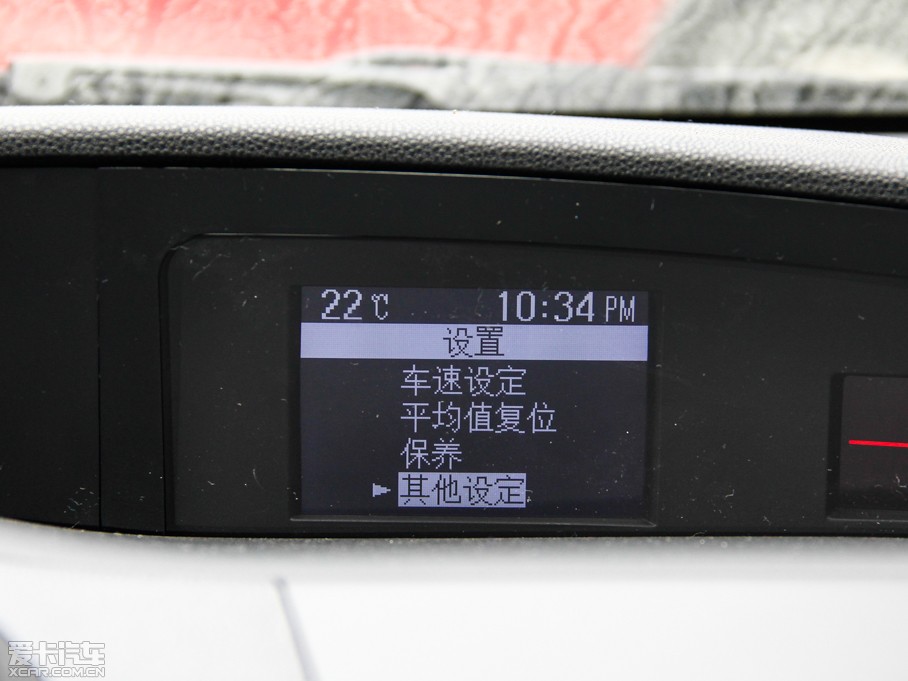 22℃ 10:34 PM
设置
车速设定
平均值复位
保养
其他设定
爱卡汽车
XCAR.COM.CN